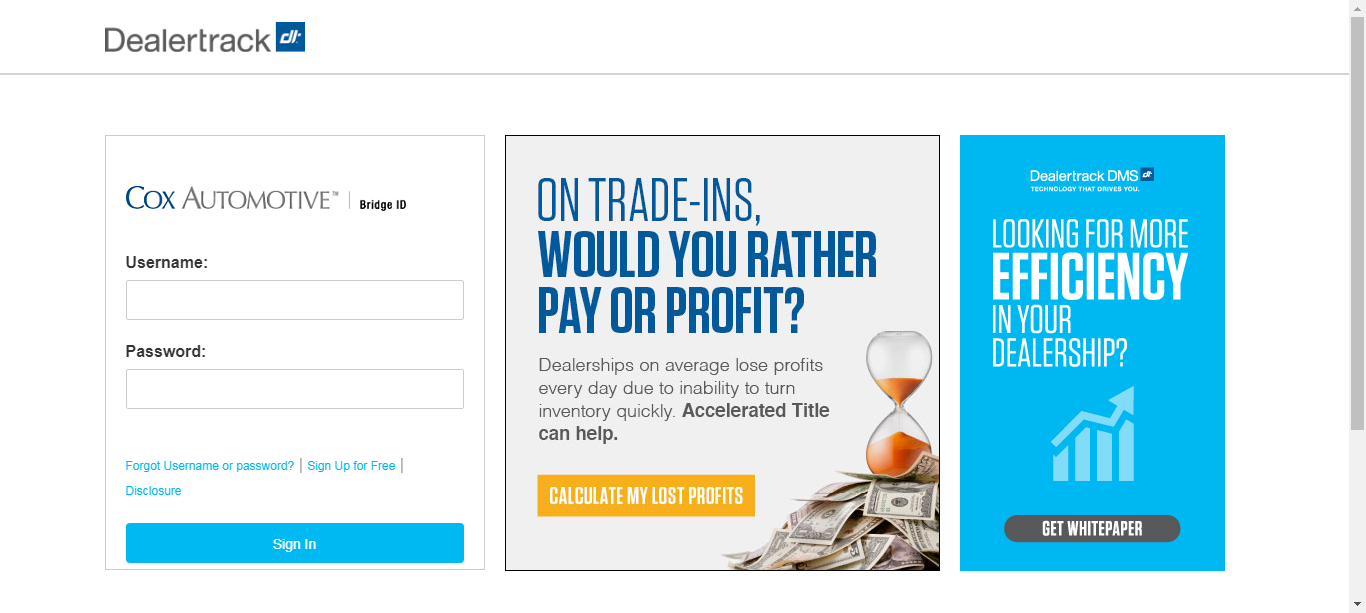 Dealertrack dt
COX AUTOMOTIVE™ | Bridge ID
Username:
Password:
Forgot Username or password? | Sign Up for Free |
Disclosure
Sign In
ON TRADE-INS,
WOULD YOU RATHER
PAY OR PROFIT?
Dealerships on average lose profits
every day due to inability to turn
inventory quickly. Accelerated Title
can help.
CALCULATE MY LOST PROFITS
Dealertrack DMS dt
TECHNOLOGY THAT DRIVES YOU.
LOOKING FOR MORE
EFFICIENCY
IN YOUR
DEALERSHIP?
GET WHITEPAPER